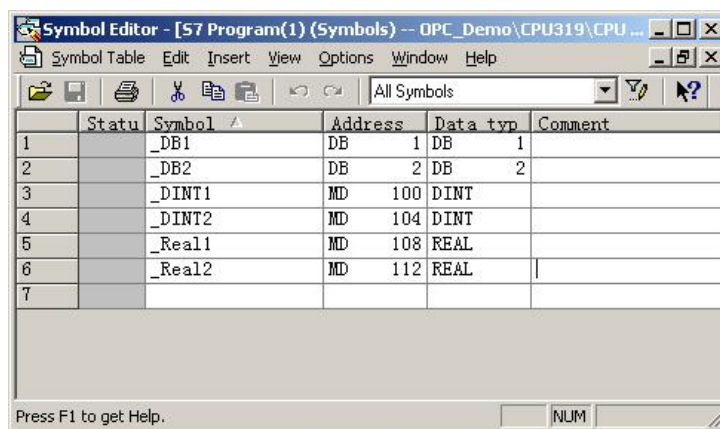 Symbol Editor - [S7 Program(1) (Symbols) -- OPC_Demo\CPU319\CPU ...
Symbol Table Edit Insert View Options Window Help
All Symbols
Statu Symbol Address Data typ Comment
1 _DB1 DB 1 DB 1
2 _DB2 DB 2 DB 2
3 _DINT1 MD 100 DINT
4 _DINT2 MD 104 DINT
5 _Real1 MD 108 REAL
6 _Real2 MD 112 REAL
7
Press F1 to get Help. NUM